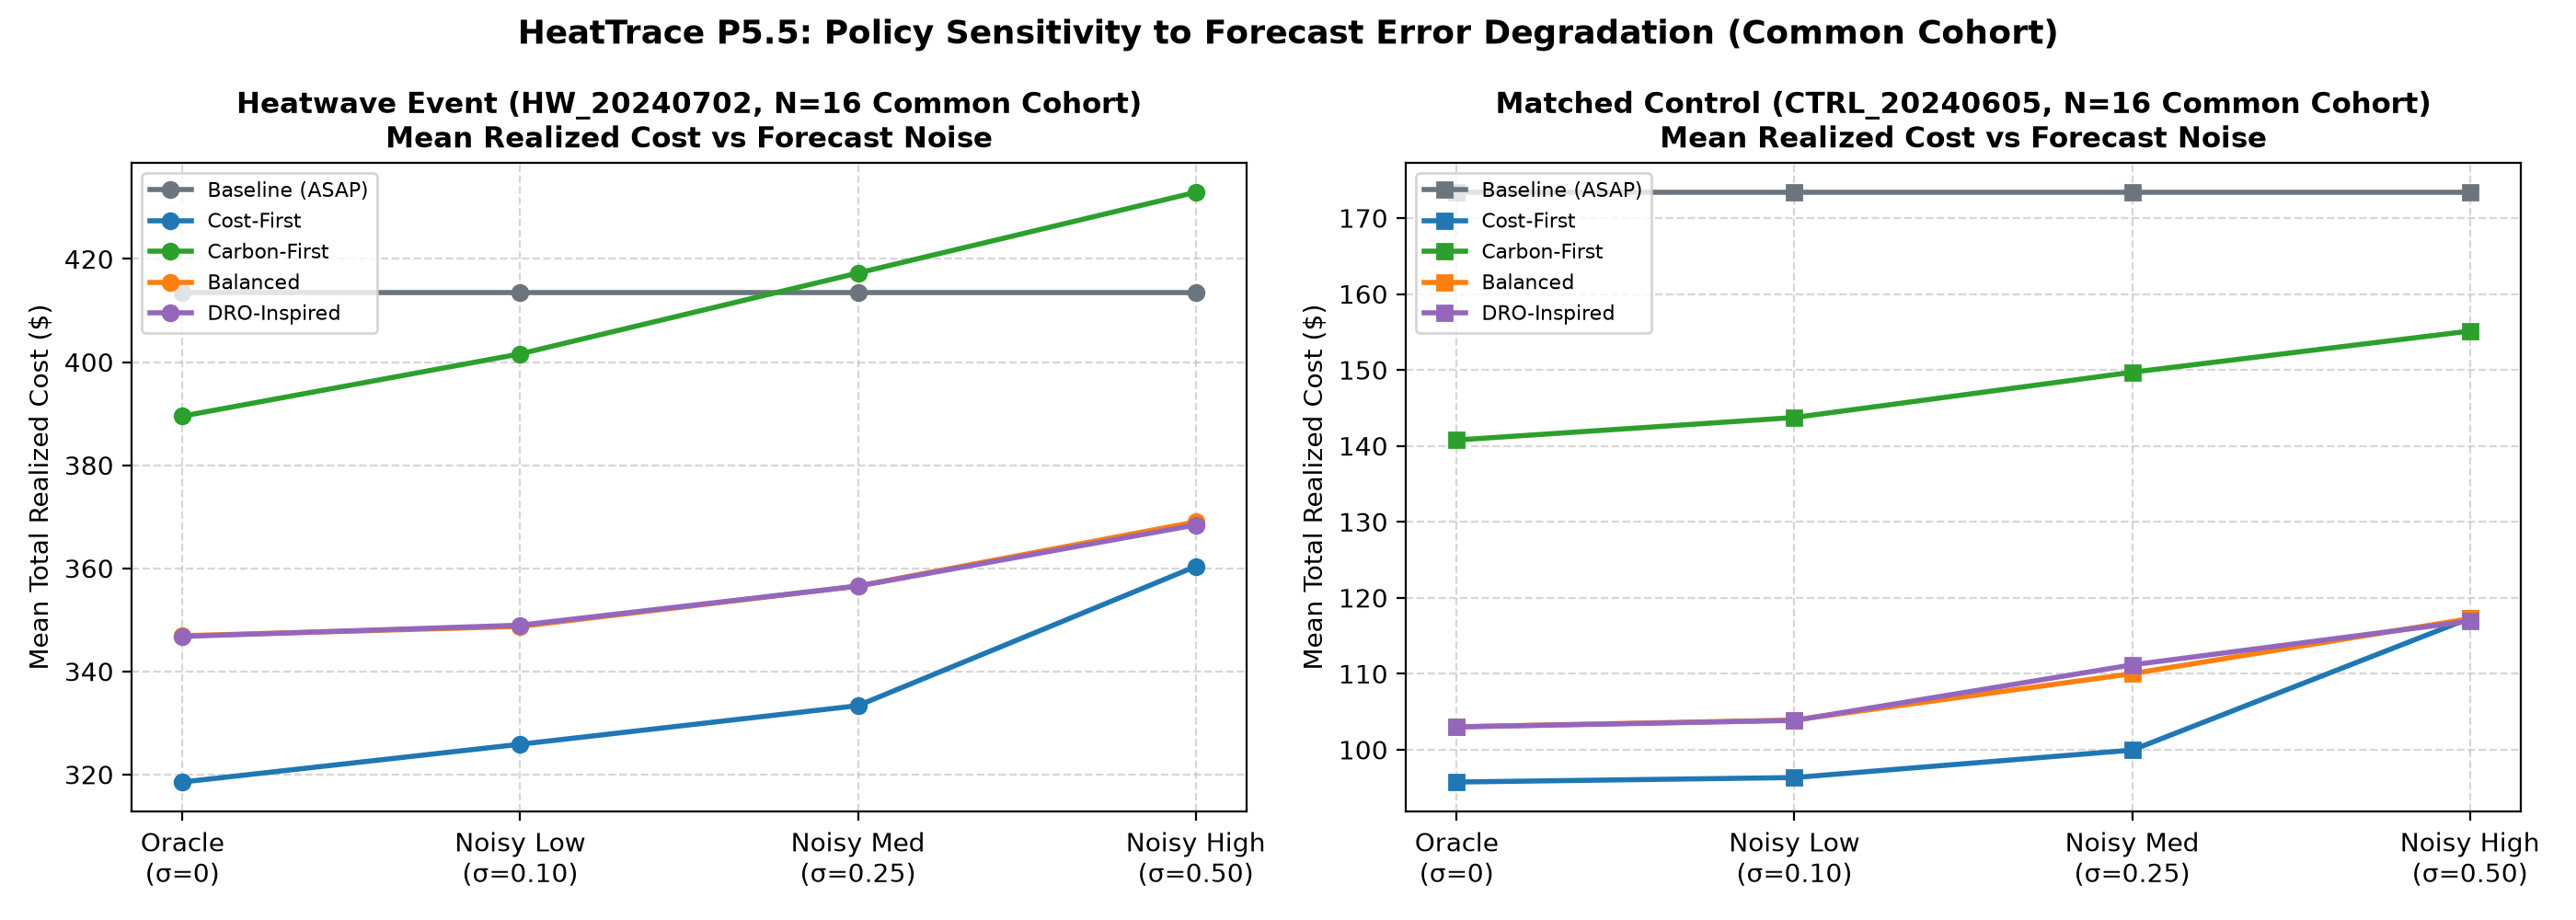 HeatTrace P5.5: Policy Sensitivity to Forecast Error Degradation (Common Cohort)
Heatwave Event (HW_20240702, N=16 Common Cohort)
Mean Realized Cost vs Forecast Noise
Mean Total Realized Cost ($)
420
400
380
360
340
320
Baseline (ASAP)
Cost-First
Carbon-First
Balanced
DRO-Inspired
Oracle
(σ=0)
Noisy Low
(σ=0.10)
Noisy Med
(σ=0.25)
Noisy High
(σ=0.50)
Matched Control (CTRL_20240605, N=16 Common Cohort)
Mean Realized Cost vs Forecast Noise
Mean Total Realized Cost ($)
170
160
150
140
130
120
110
100
Baseline (ASAP)
Cost-First
Carbon-First
Balanced
DRO-Inspired
Oracle
(σ=0)
Noisy Low
(σ=0.10)
Noisy Med
(σ=0.25)
Noisy High
(σ=0.50)